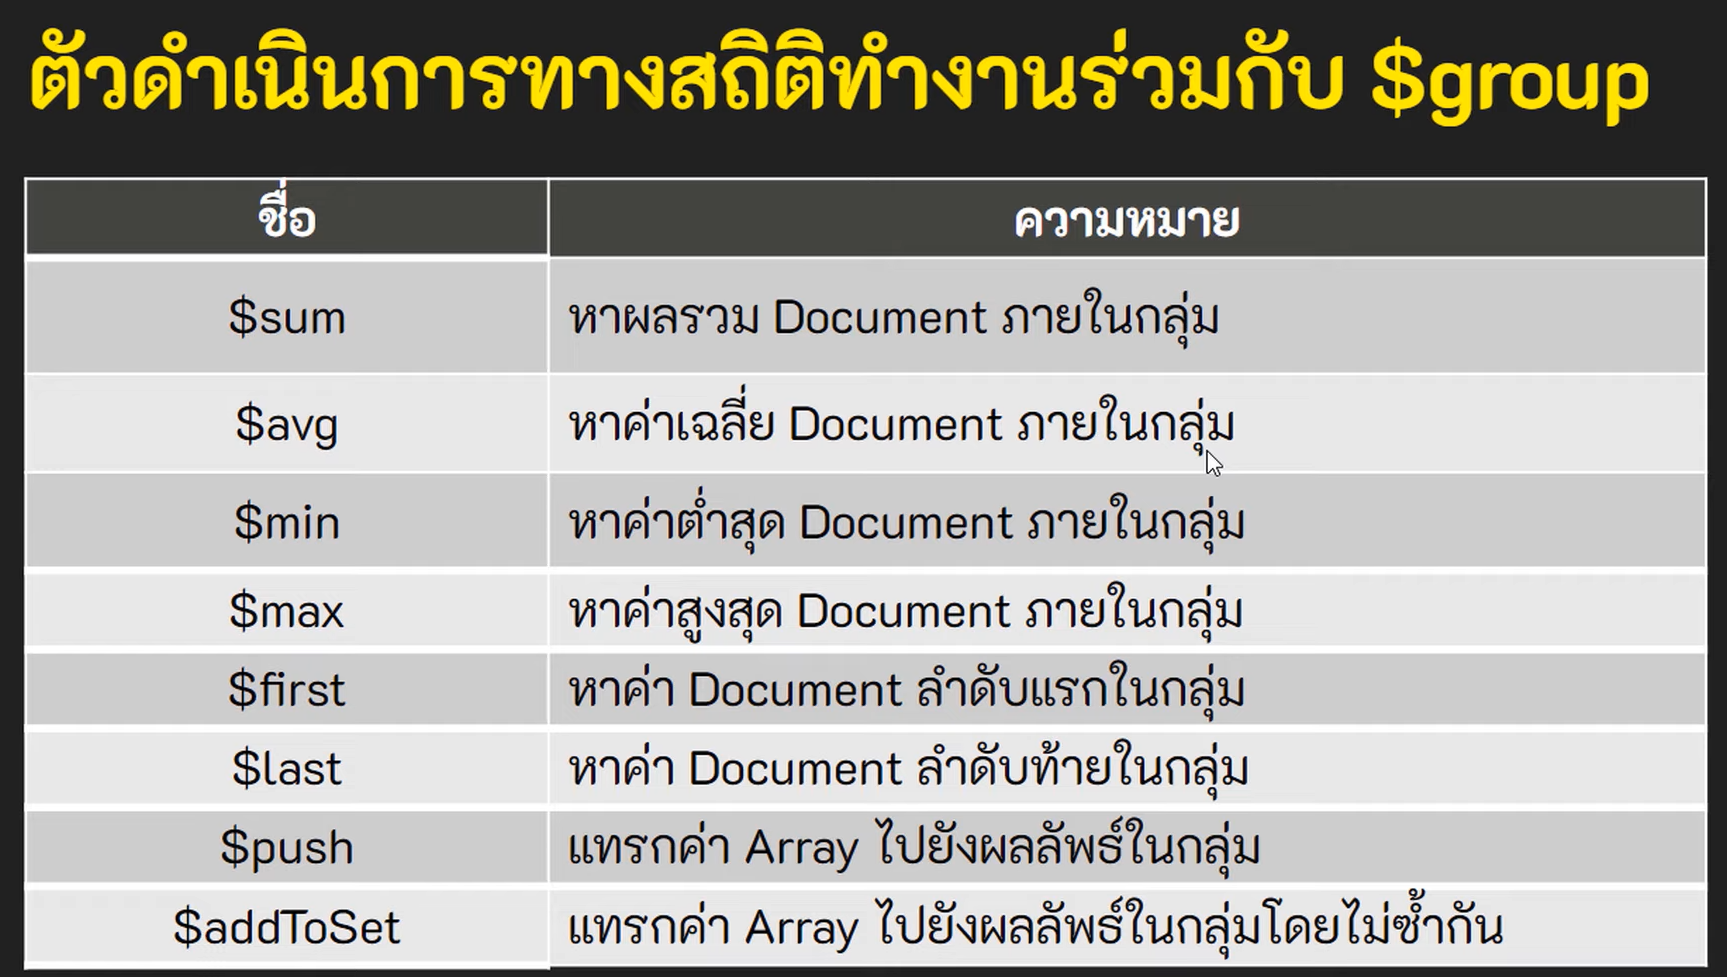 ตัวดำเนินการทางสถิติทำงานร่วมกับ $group
ชื่อ ความหมาย
$sum หาผลรวม Document ภายในกลุ่ม
$avg หาค่าเฉลี่ย Document ภายในกลุ่ม
$min หาค่าต่ำสุด Document ภายในกลุ่ม
$max หาค่าสูงสุด Document ภายในกลุ่ม
$first หาค่า Document ลำดับแรกในกลุ่ม
$last หาค่า Document ลำดับท้ายในกลุ่ม
$push แทรกค่า Array ไปยังผลลัพธ์ในกลุ่ม
$addToSet แทรกค่า Array ไปยังผลลัพธ์ในกลุ่มโดยไม่ซ้ำกัน